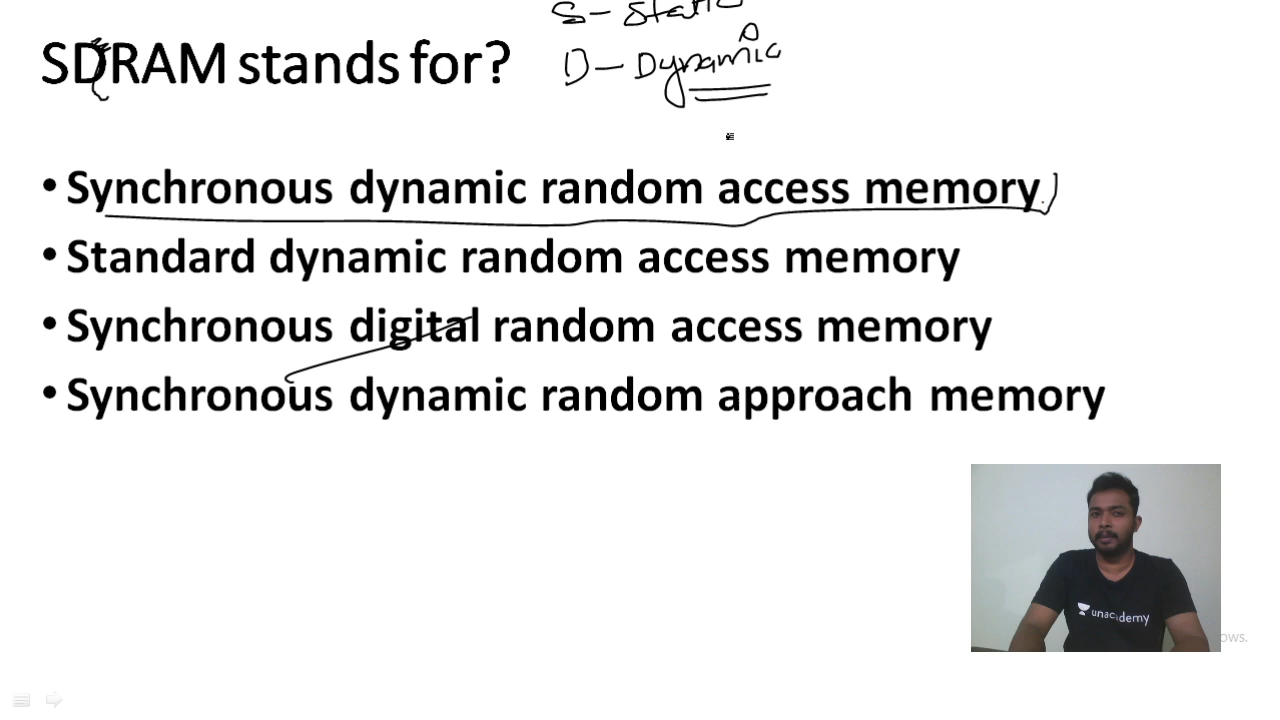 S - Static
SDRAM stands for?
D - Dynamic
• Synchronous dynamic random access memory
• Standard dynamic random access memory
• Synchronous digital random access memory
• Synchronous dynamic random approach memory
unacademy
ows.